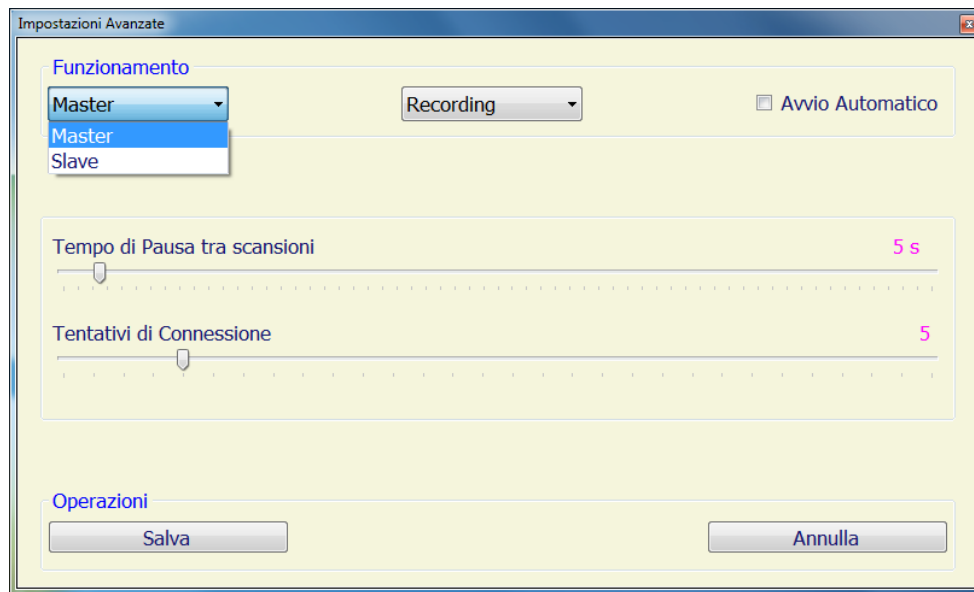 Impostazioni Avanzate
Funzionamento
Master Recording Avvio Automatico
Master
Slave
Tempo di Pausa tra scansioni 5 s
Tentativi di Connessione 5
Operazioni
Salva Annulla